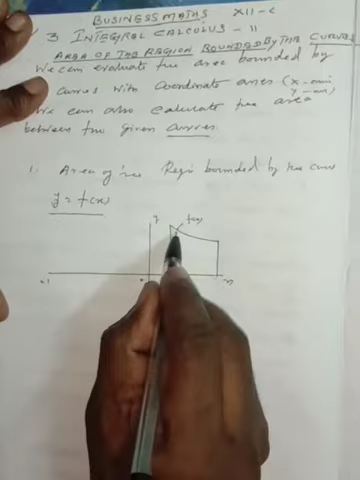 BUSINESS MATHS XII-C
3 INTEGRAL CALCULUS - II
AREA OF THE REGION BOUNDED BY THE CURVES
We can evaluate the area bounded by
curves with coordinate axes (x-axis
y-axis)
We can also calculate the area
between two given curves.
1. Area of the Region bounded by the curve
y = f(x)
y f(x)
x1 o x